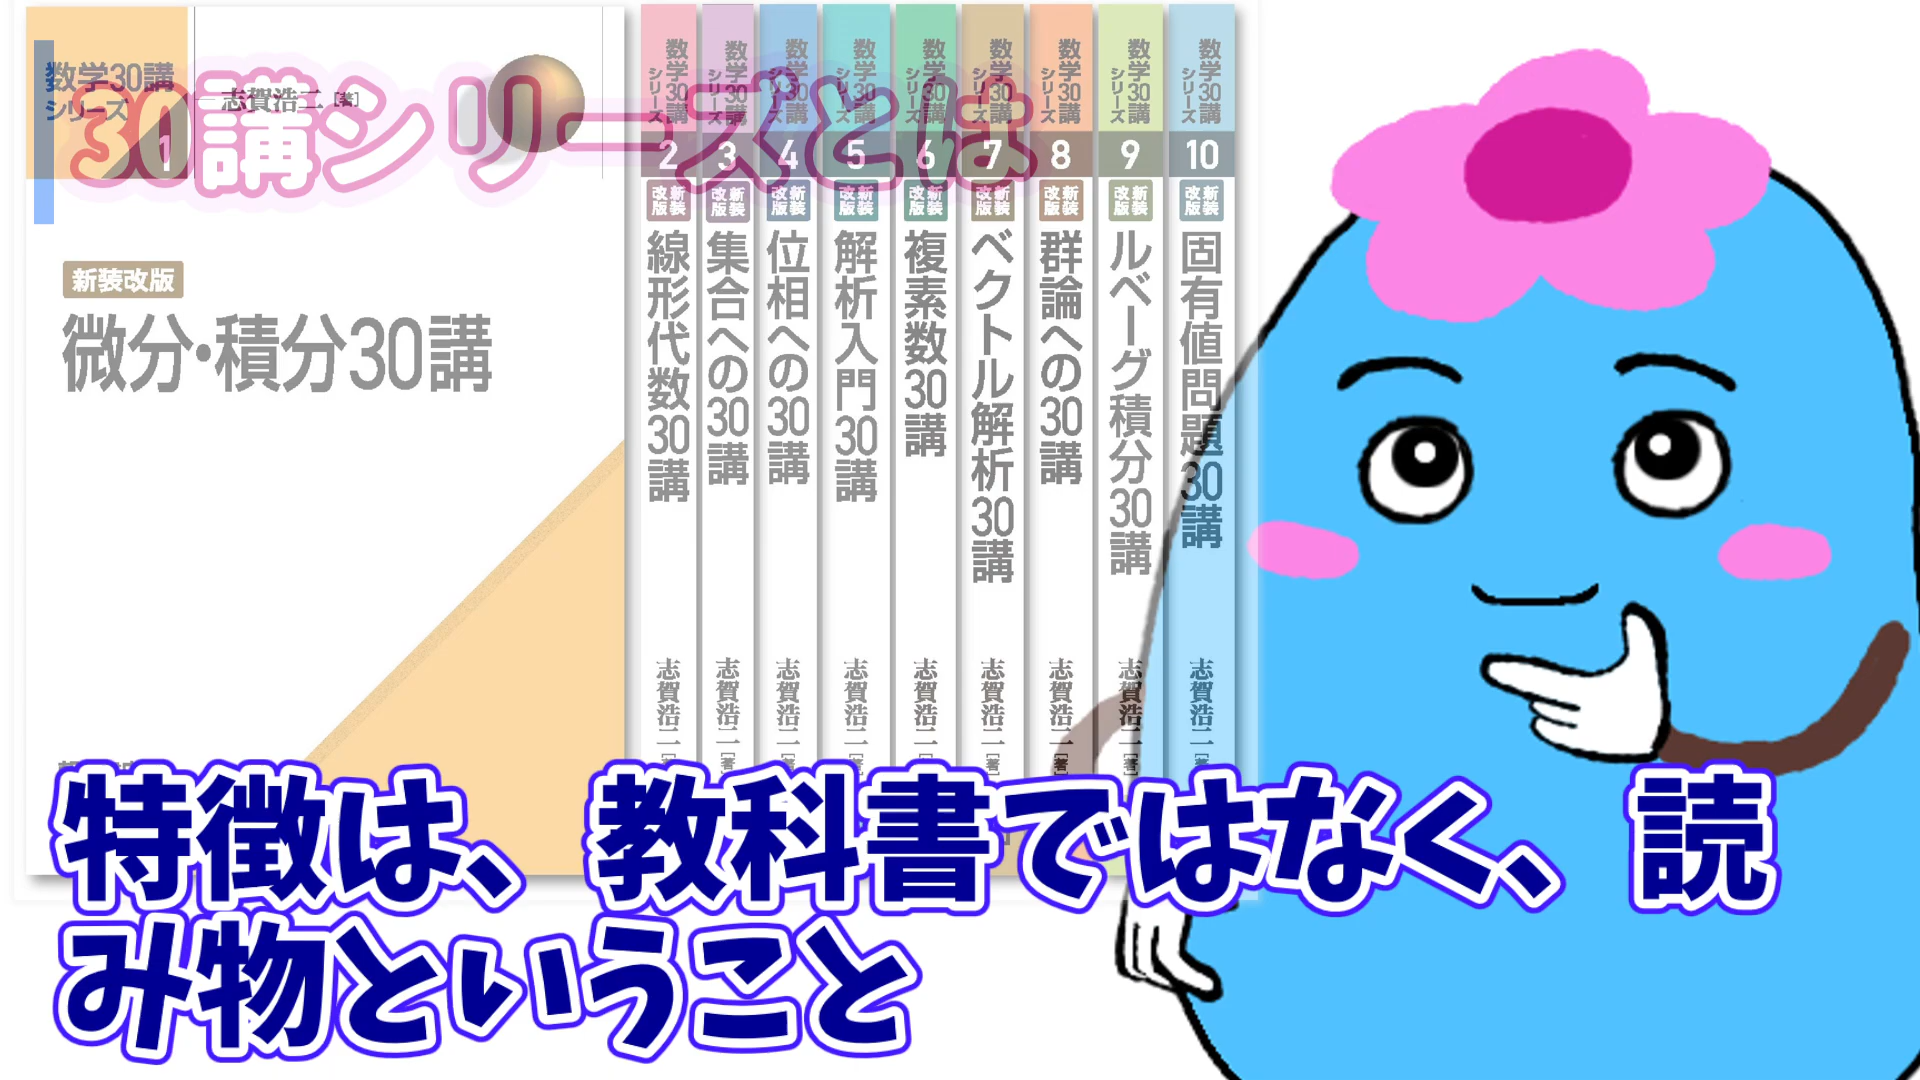 30講シリーズとは
数学30講
シリーズ
1
志賀浩二[著]
新装改版
微分・積分30講
数学30講
シリーズ
2
新装改版
線形代数30講
志賀浩二[著]
数学30講
シリーズ
3
新装改版
集合への30講
志賀浩二[著]
数学30講
シリーズ
4
新装改版
位相への30講
志賀浩二[著]
数学30講
シリーズ
5
新装改版
解析入門30講
志賀浩二[著]
数学30講
シリーズ
6
新装改版
複素数30講
志賀浩二[著]
数学30講
シリーズ
7
新装改版
ベクトル解析30講
志賀浩二[著]
数学30講
シリーズ
8
新装改版
群論への30講
志賀浩二[著]
数学30講
シリーズ
9
新装改版
ルベーグ積分30講
志賀浩二[著]
数学30講
シリーズ
10
新装改版
固有値問題30講
志賀浩二[著]
特徴は、教科書ではなく、読
み物ということ